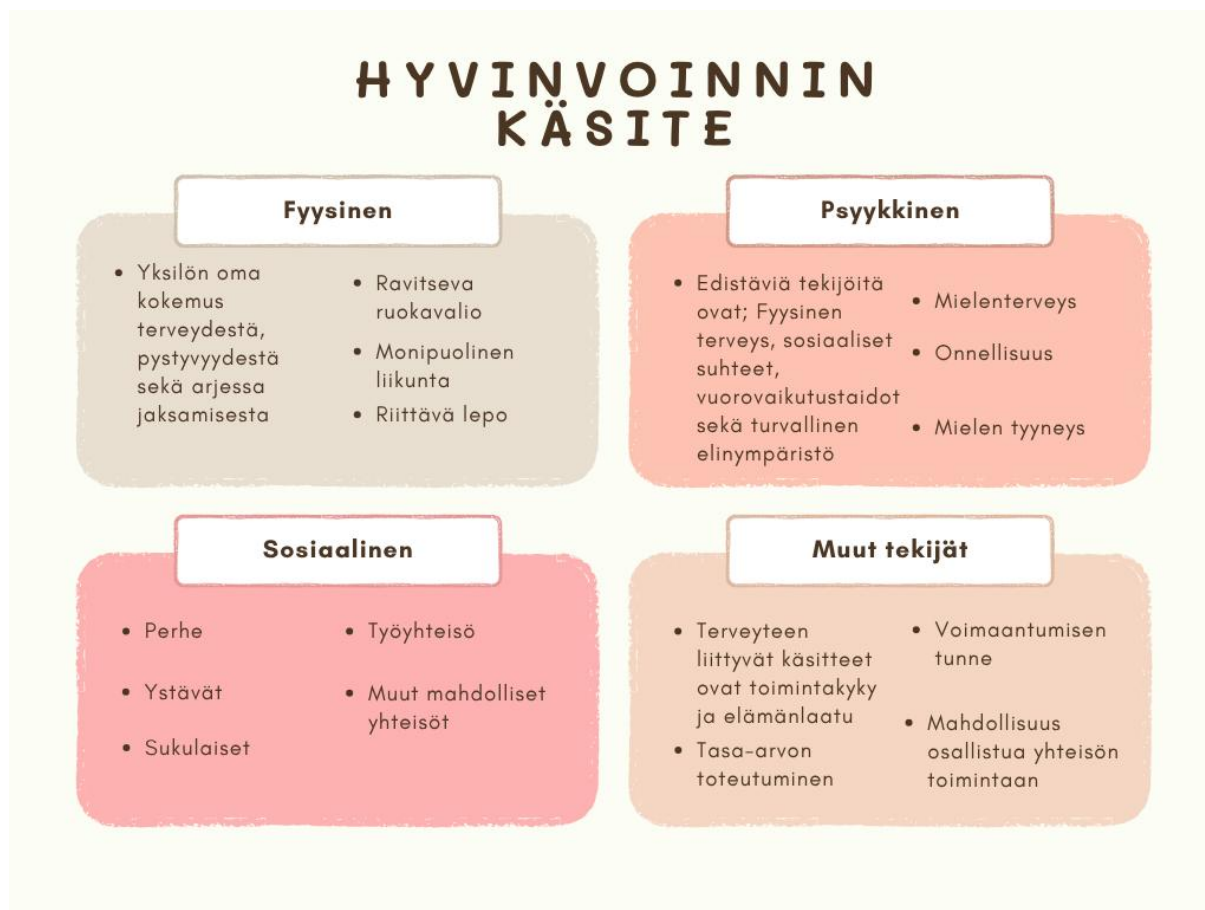 HYVINVOINNIN
KÄSITE
Fyysinen
• Yksilön oma
kokemus
terveydestä,
pystyvyydestä
sekä arjessa
jaksamisesta
• Ravitseva
ruokavalio
• Monipuolinen
liikunta
• Riittävä lepo
Psyykkinen
• Edistäviä tekijöitä
ovat; Fyysinen
terveys, sosiaaliset
suhteet,
vuorovaikutustaidot
sekä turvallinen
elinympäristö
• Mielenterveys
• Onnellisuus
• Mielen tyyneys
Sosiaalinen
• Perhe
• Ystävät
• Sukulaiset
• Työyhteisö
• Muut mahdolliset
yhteisöt
Muut tekijät
• Terveyteen
liittyvät käsitteet
ovat toimintakyky
ja elämänlaatu
• Tasa-arvon
toteutuminen
• Voimaantumisen
tunne
• Mahdollisuus
osallistua yhteisön
toimintaan